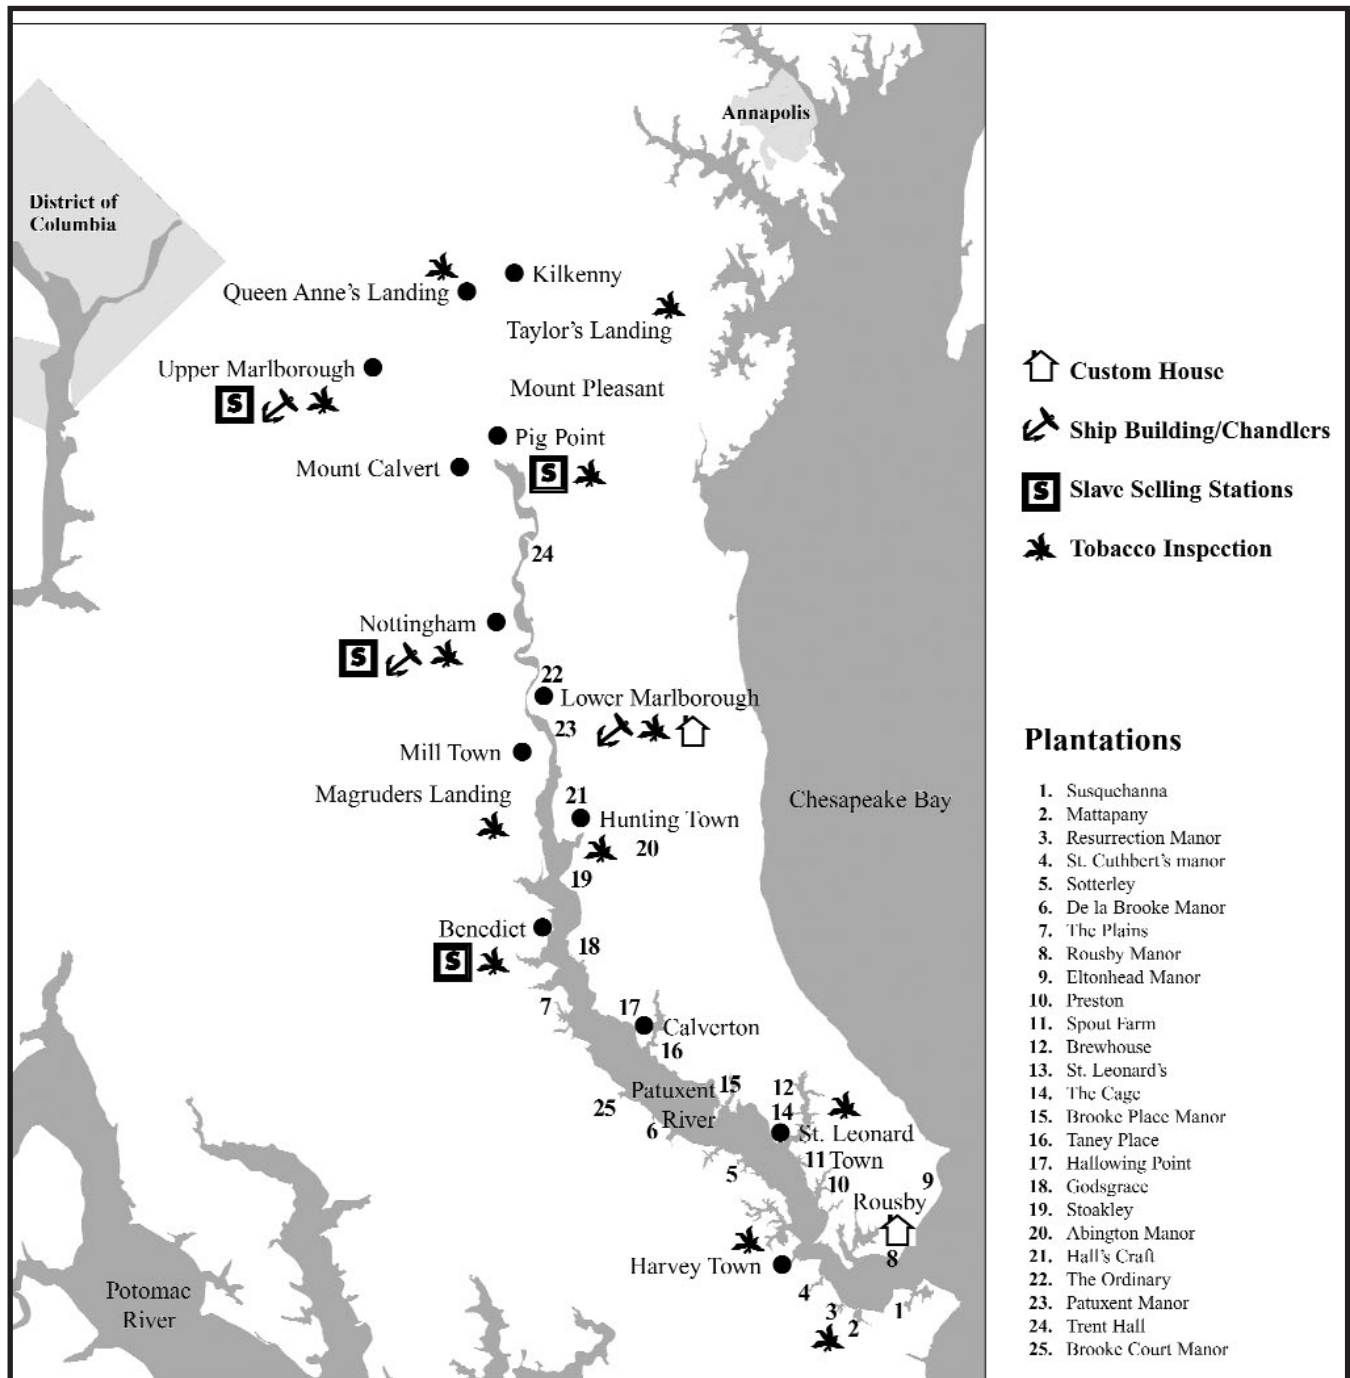 Annapolis
District of
Columbia
Kilkenny
Queen Anne's Landing
Taylor's Landing
Upper Marlborough
S
Mount Pleasant
Pig Point
Mount Calvert
S
24
Nottingham
S
22
Lower Marlborough
23
Mill Town
Magruders Landing
21
Hunting Town
20
19
Benedict
18
S
7
17
Calverton
16
Patuxent
River
15
12
14
25
6
St. Leonard
Town
11
5
10
9
Rousby
8
Harvey Town
4
3
2
1
Chesapeake Bay
Potomac
River
Custom House
Ship Building/Chandlers
S Slave Selling Stations
Tobacco Inspection
Plantations
1. Susquehanna
2. Mattapany
3. Resurrection Manor
4. St. Cuthbert's manor
5. Sotterley
6. De la Brooke Manor
7. The Plains
8. Rousby Manor
9. Eltonhead Manor
10. Preston
11. Spout Farm
12. Brewhouse
13. St. Leonard's
14. The Cage
15. Brooke Place Manor
16. Taney Place
17. Hallowing Point
18. Godsgrace
19. Stoakley
20. Abington Manor
21. Hall's Craft
22. The Ordinary
23. Patuxent Manor
24. Trent Hall
25. Brooke Court Manor